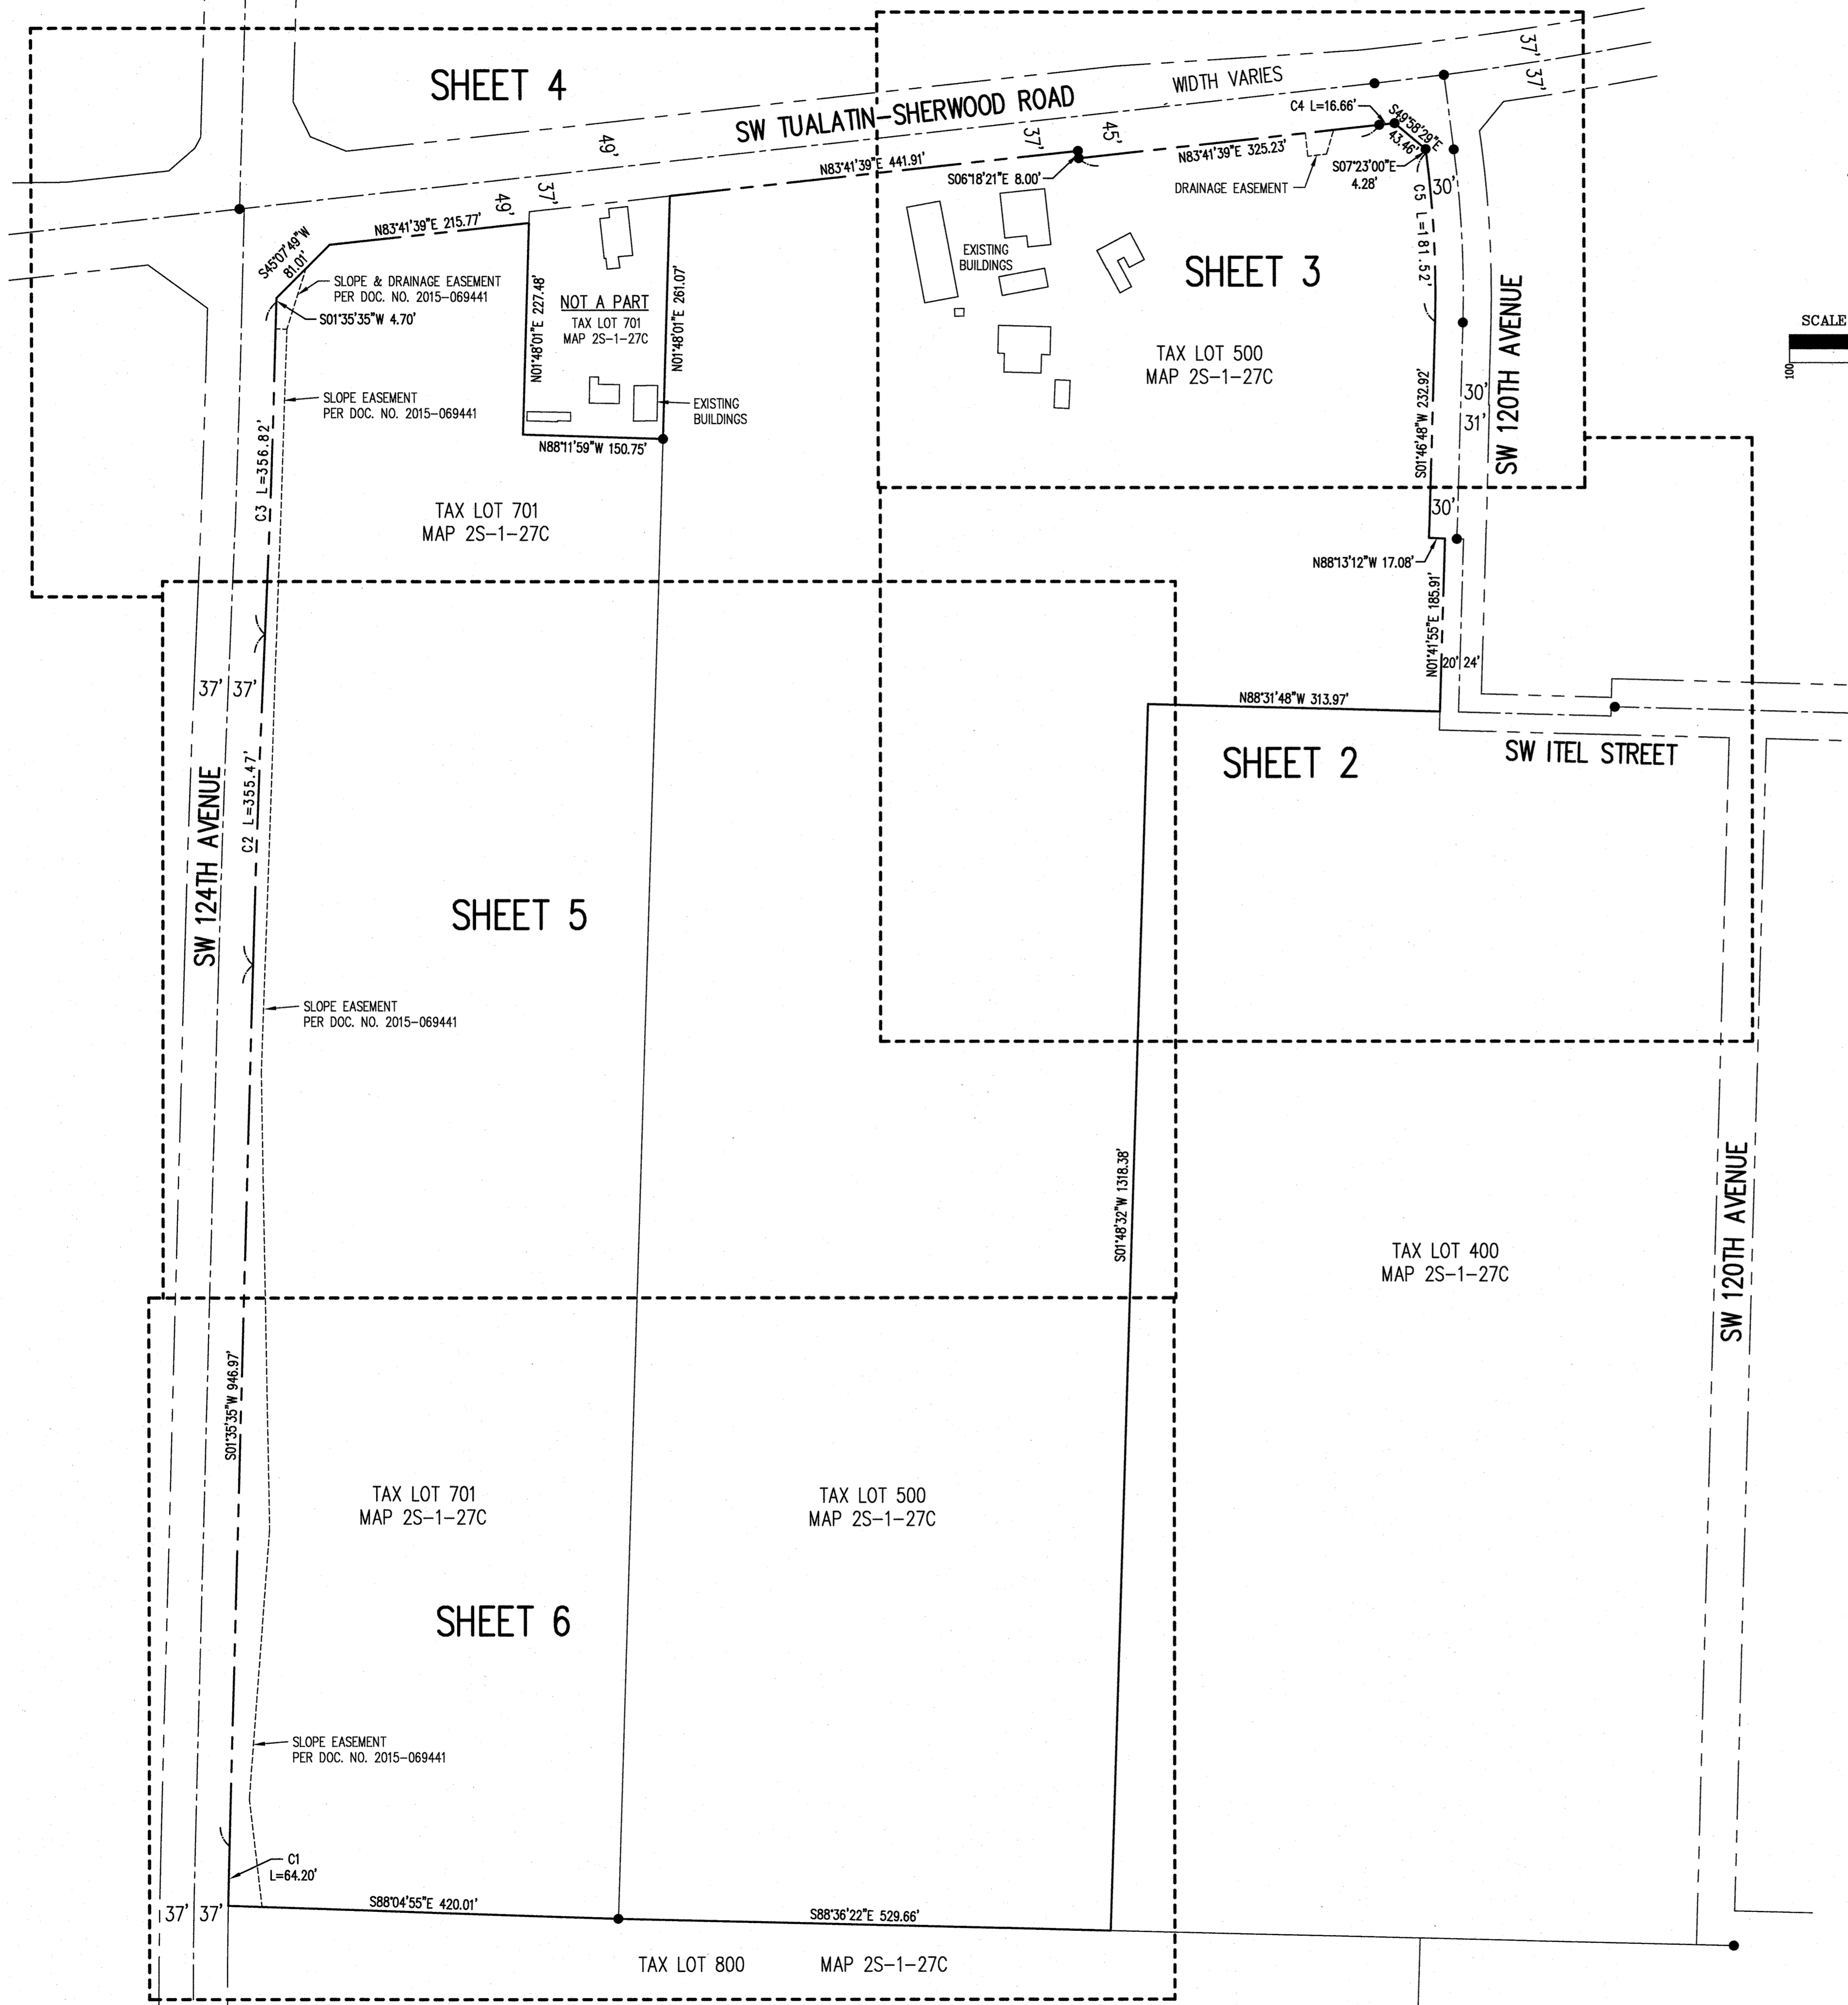 SHEET 4
SW TUALATIN-SHERWOOD ROAD
WIDTH VARIES
37'
37'
C4 L=16.66'
S49°58'29"E
43.46'
49'
37'
45'
N83°41'39"E 441.91'
N83°41'39"E 325.23'
S06°18'21"E 8.00'
DRAINAGE EASEMENT
S07°23'00"E
4.28'
30'
C5 L=181.52'
49'
37'
N83°41'39"E 215.77'
S45°07'49"W
81.01'
SLOPE & DRAINAGE EASEMENT
PER DOC. NO. 2015-069441
S01°35'35"W 4.70'
N01°48'01"E 227.48'
NOT A PART
TAX LOT 701
MAP 2S-1-27C
N01°48'01"E 261.07'
EXISTING
BUILDINGS
SHEET 3
TAX LOT 500
MAP 2S-1-27C
SW 120TH AVENUE
SCALE
100
SLOPE EASEMENT
PER DOC. NO. 2015-069441
EXISTING
BUILDINGS
N88°11'59"W 150.75'
C3 L=356.82'
S01°46'48"W 232.92'
30'
31'
TAX LOT 701
MAP 2S-1-27C
30'
N88°13'12"W 17.08'
N01°41'55"E 185.91'
20'
24'
37'
37'
N88°31'48"W 313.97'
SHEET 2
SW ITEL STREET
SW 124TH AVENUE
C2 L=355.47'
SHEET 5
SLOPE EASEMENT
PER DOC. NO. 2015-069441
S01°48'32"W 1318.38'
TAX LOT 400
MAP 2S-1-27C
SW 120TH AVENUE
S01°35'35"W 946.97'
TAX LOT 701
MAP 2S-1-27C
TAX LOT 500
MAP 2S-1-27C
SHEET 6
SLOPE EASEMENT
PER DOC. NO. 2015-069441
C1
L=64.20'
37'
37'
S88°04'55"E 420.01'
S88°36'22"E 529.66'
TAX LOT 800
MAP 2S-1-27C